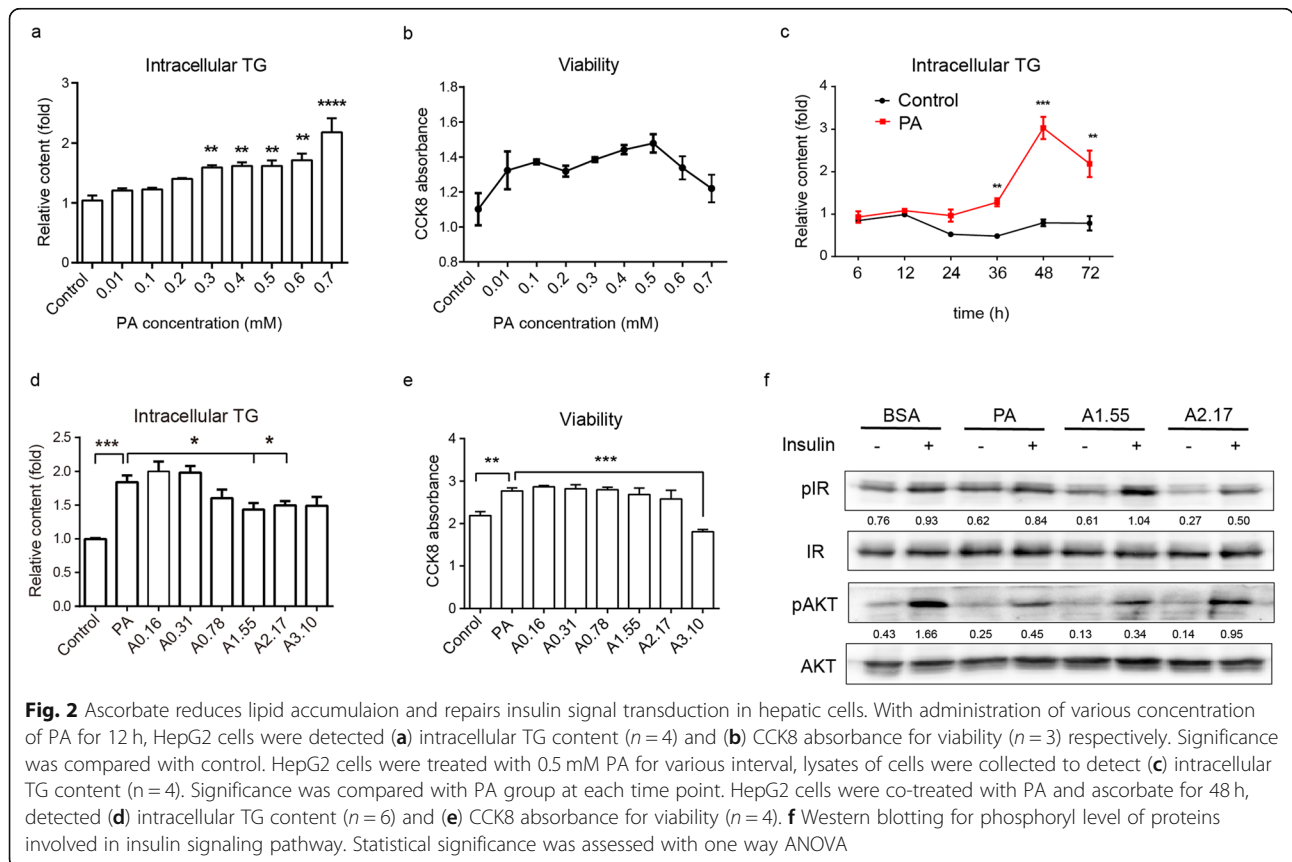 a
Intracellular TG
Relative content (fold)
3
2
1
0
**
**
**
**
****
Control
0.01
0.1
0.2
0.3
0.4
0.5
0.6
0.7
PA concentration (mM)
b
Viability
CCK8 absorbance
1.8
1.6
1.4
1.2
1.0
0.8
Control
0.01
0.1
0.2
0.3
0.4
0.5
0.6
0.7
PA concentration (mM)
c
Intracellular TG
Control
PA
Relative content (fold)
4
3
2
1
0
**
***
**
6 12 24 36 48 72
time (h)
d
Intracellular TG
Relative content (fold)
2.5
2.0
1.5
1.0
0.5
0.0
***
*
*
Control
PA
A0.16
A0.31
A0.78
A1.55
A2.17
A3.10
e
Viability
CCK8 absorbance
4
3
2
1
0
**
***
Control
PA
A0.16
A0.31
A0.78
A1.55
A2.17
A3.10
f
BSA PA A1.55 A2.17
Insulin - + - + - + - +
pIR
0.76 0.93 0.62 0.84 0.61 1.04 0.27 0.50
IR
pAKT
0.43 1.66 0.25 0.45 0.13 0.34 0.14 0.95
AKT
Fig. 2 Ascorbate reduces lipid accumulaion and repairs insulin signal transduction in hepatic cells. With administration of various concentration
of PA for 12 h, HepG2 cells were detected (a) intracellular TG content (n = 4) and (b) CCK8 absorbance for viability (n = 3) respectively. Significance
was compared with control. HepG2 cells were treated with 0.5 mM PA for various interval, lysates of cells were collected to detect (c) intracellular
TG content (n = 4). Significance was compared with PA group at each time point. HepG2 cells were co-treated with PA and ascorbate for 48 h,
detected (d) intracellular TG content (n = 6) and (e) CCK8 absorbance for viability (n = 4). f Western blotting for phosphoryl level of proteins
involved in insulin signaling pathway. Statistical significance was assessed with one way ANOVA